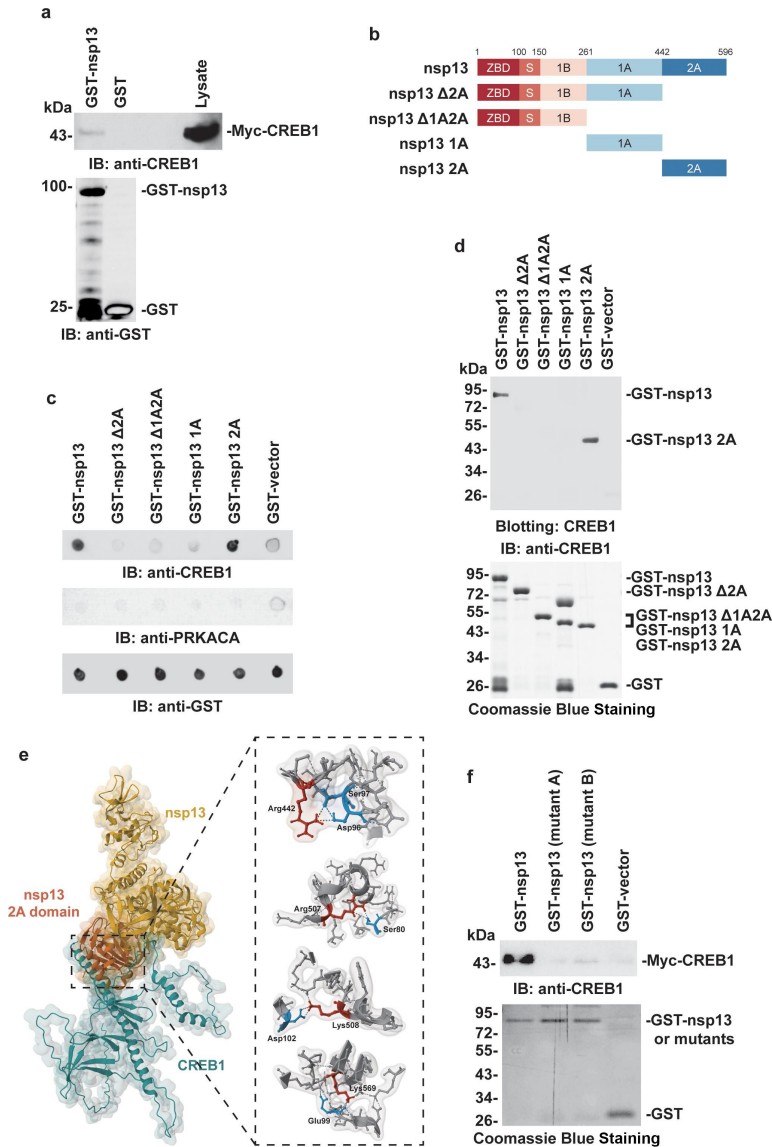 a
GST-nsp13
GST
Lysate
kDa
43-
-Myc-CREB1
IB: anti-CREB1
100-
-GST-nsp13
25-
-GST
IB: anti-GST
b
1 100 150 261 442 596
nsp13 ZBD S 1B 1A 2A
nsp13 Δ2A ZBD S 1B 1A
nsp13 Δ1A2A ZBD S 1B
nsp13 1A 1A
nsp13 2A 2A
c
GST-nsp13
GST-nsp13 Δ2A
GST-nsp13 Δ1A2A
GST-nsp13 1A
GST-nsp13 2A
GST-vector
IB: anti-CREB1
IB: anti-PRKACA
IB: anti-GST
d
GST-nsp13
GST-nsp13 Δ2A
GST-nsp13 Δ1A2A
GST-nsp13 1A
GST-nsp13 2A
GST-vector
kDa
95-
-GST-nsp13
72-
55-
-GST-nsp13 2A
43-
34-
26-
Blotting: CREB1
IB: anti-CREB1
95-
-GST-nsp13
72-
-GST-nsp13 Δ2A
55-
GST-nsp13 Δ1A2A
GST-nsp13 1A
43-
GST-nsp13 2A
34-
26-
-GST
Coomassie Blue Staining
e
nsp13
nsp13
2A domain
CREB1
Ser97
Arg442
Asp96
Arg507
Ser80
Lys508
Asp102
Lys569
Glu99
f
GST-nsp13
GST-nsp13 (mutant A)
GST-nsp13 (mutant B)
GST-vector
kDa
43-
-Myc-CREB1
IB: anti-CREB1
95-
-GST-nsp13
or mutants
72-
55-
43-
34-
26-
-GST
Coomassie Blue Staining